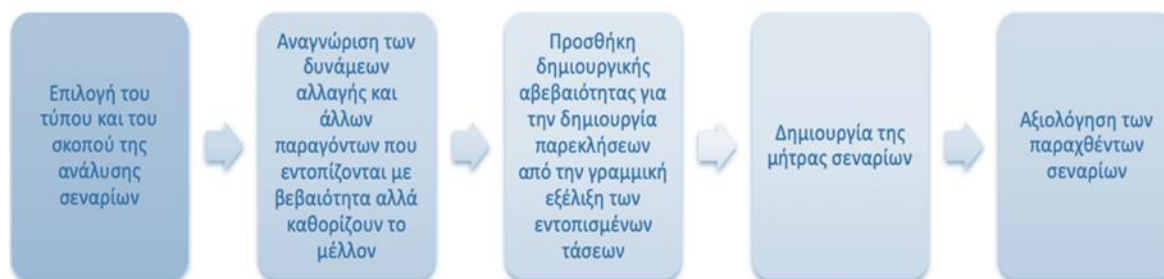 Επιλογή του
τύπου και του
σκοπού της
ανάλυσης
σεναρίων
Αναγνώριση των
δυνάμεων
αλλαγής και
άλλων
παραγόντων που
εντοπίζονται με
βεβαιότητα αλλά
καθορίζουν το
μέλλον
Προσθήκη
δημιουργικής
αβεβαιότητας για
την δημιουργία
παρεκλήσεων
από την γραμμική
εξέλιξη των
εντοπισμένων
τάσεων
Δημιουργία της
μήτρας σεναρίων
Αξιολόγηση των
παραχθέντων
σεναρίων